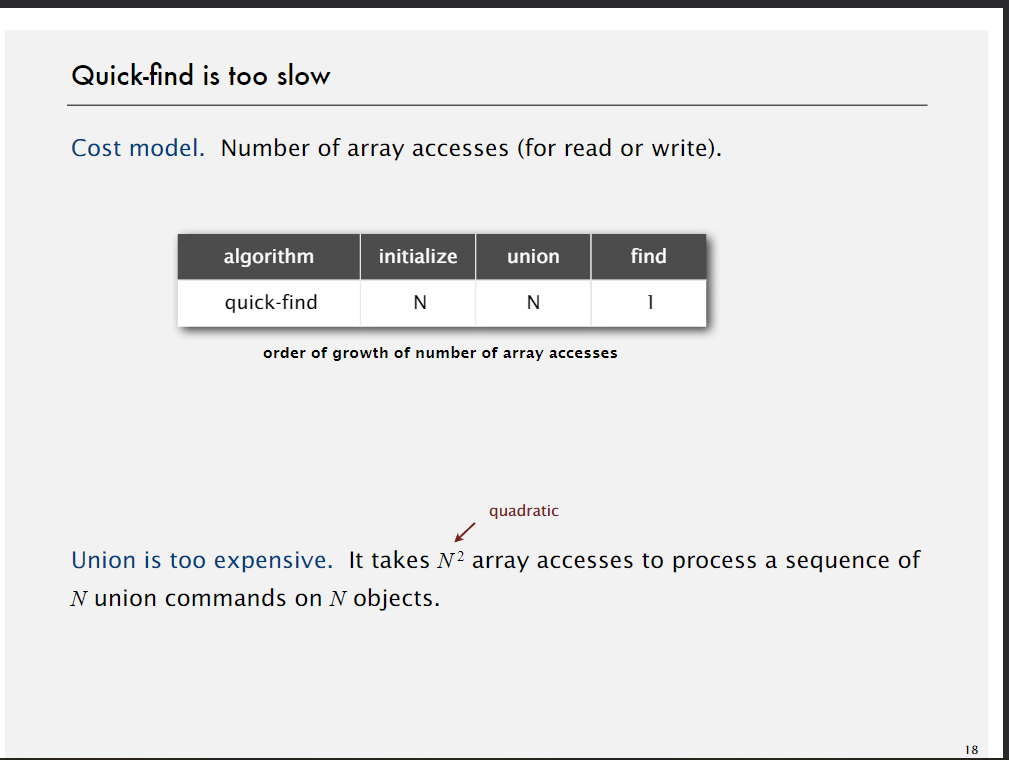 Quick-find is too slow
Cost model. Number of array accesses (for read or write).
algorithm initialize union find
quick-find N N 1
order of growth of number of array accesses
quadratic
Union is too expensive. It takes N² array accesses to process a sequence of
N union commands on N objects.
18